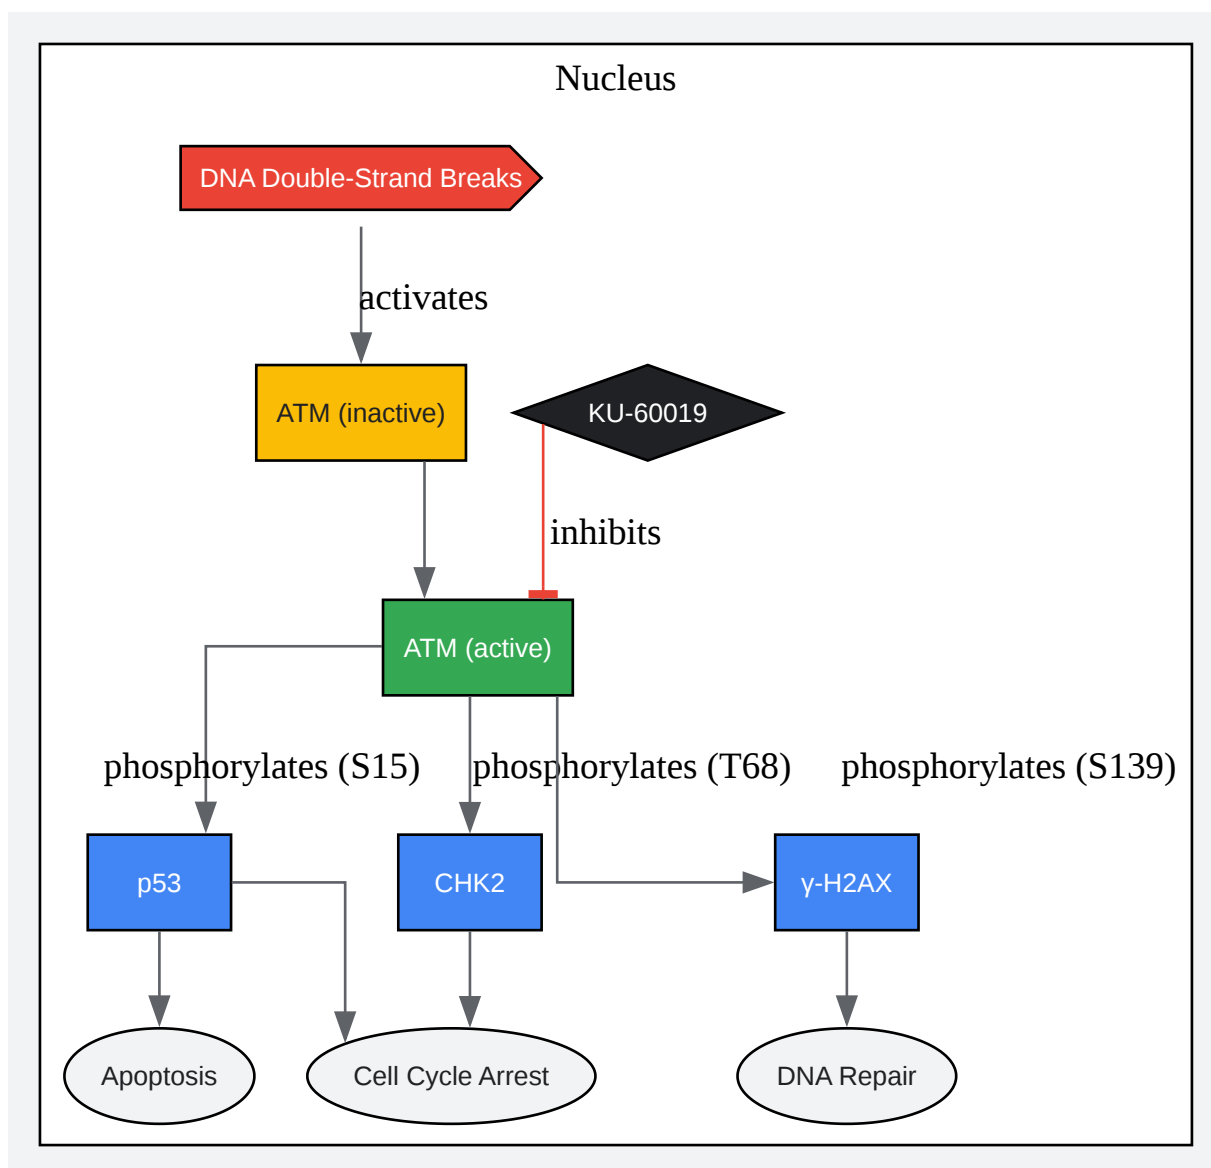 Nucleus
DNA Double-Strand Breaks
activates
ATM (inactive)
KU-60019
inhibits
ATM (active)
phosphorylates (S15)
phosphorylates (T68)
phosphorylates (S139)
p53
CHK2
γ-H2AX
Apoptosis
Cell Cycle Arrest
DNA Repair